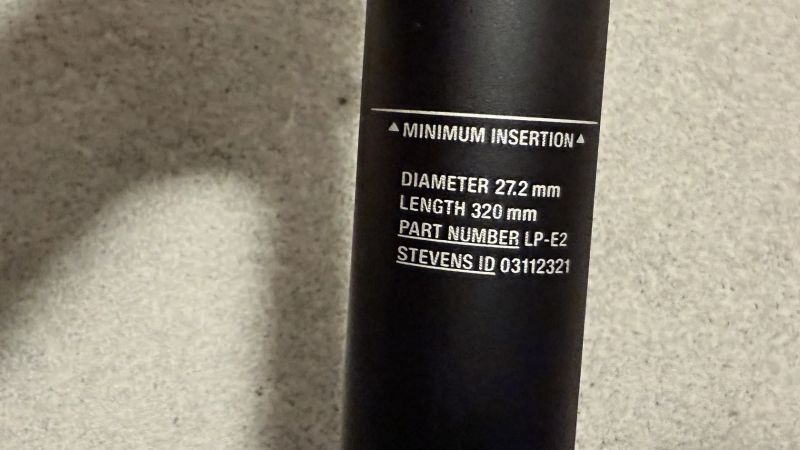 ▲MINIMUM INSERTION▲
DIAMETER 27.2 mm
LENGTH 320 mm
PART NUMBER LP-E2
STEVENS ID 03112321